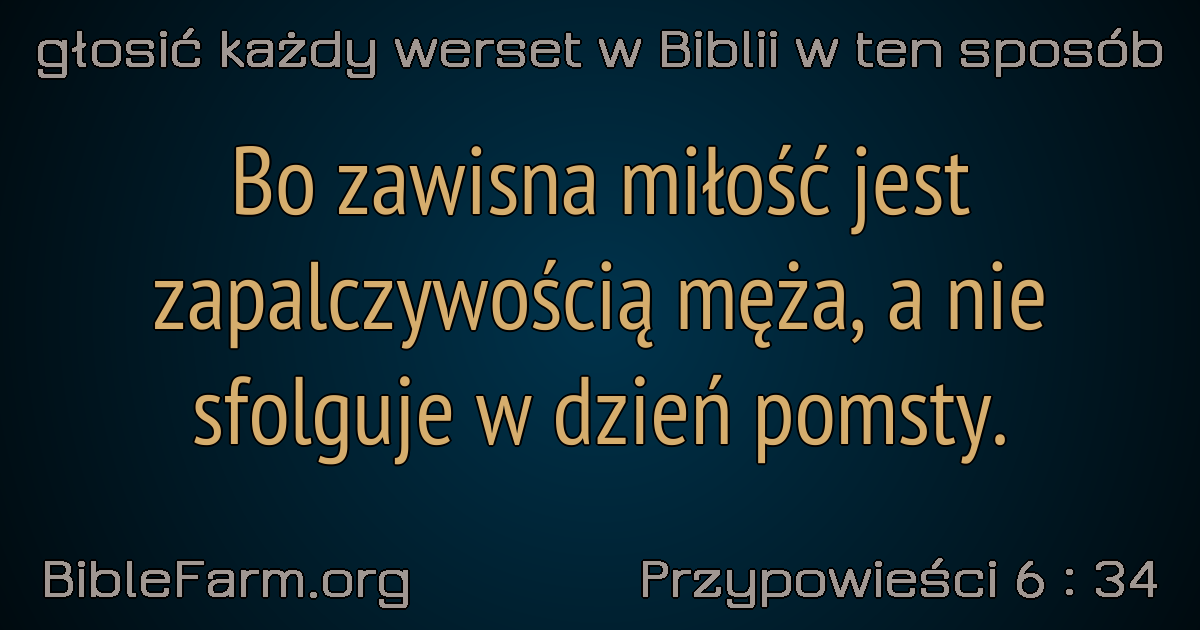 głosić każdy werset w Biblii w ten sposób
Bo zawisna miłość jest
zapalczywością męża, a nie
sfolguje w dzień pomsty.
BibleFarm.org
Przypowieści 6 : 34